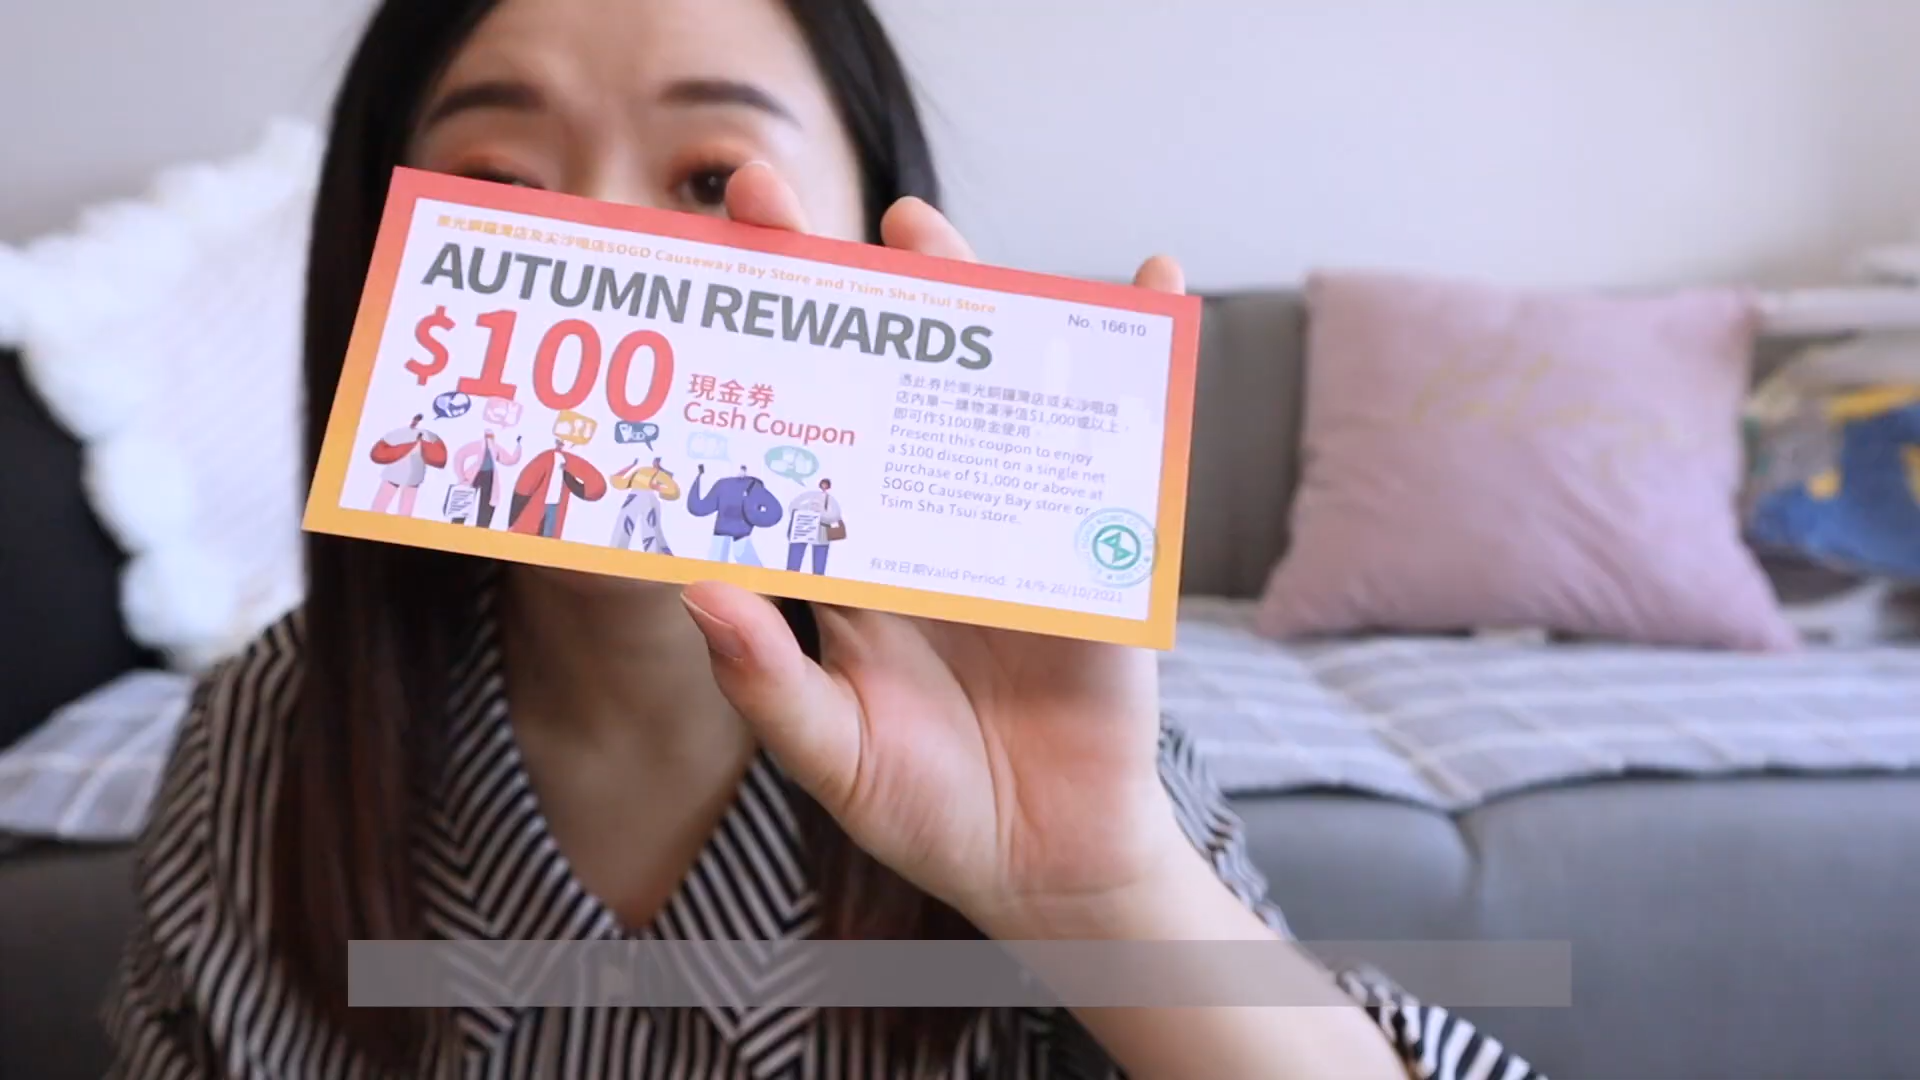 崇光銅鑼灣店及尖沙咀店SOGO Causeway Bay Store and Tsim Sha Tsui Store
AUTUMN REWARDS
No. 16610
$100
現金券
Cash Coupon
憑此券於崇光銅鑼灣店或尖沙咀店
店內單一購物滿淨值$1,000或以上，
即可作$100現金使用。
Present this coupon to enjoy
a $100 discount on a single net
purchase of $1,000 or above at
SOGO Causeway Bay store or
Tsim Sha Tsui store.
有效日期Valid Period: 24/9-26/10/2021